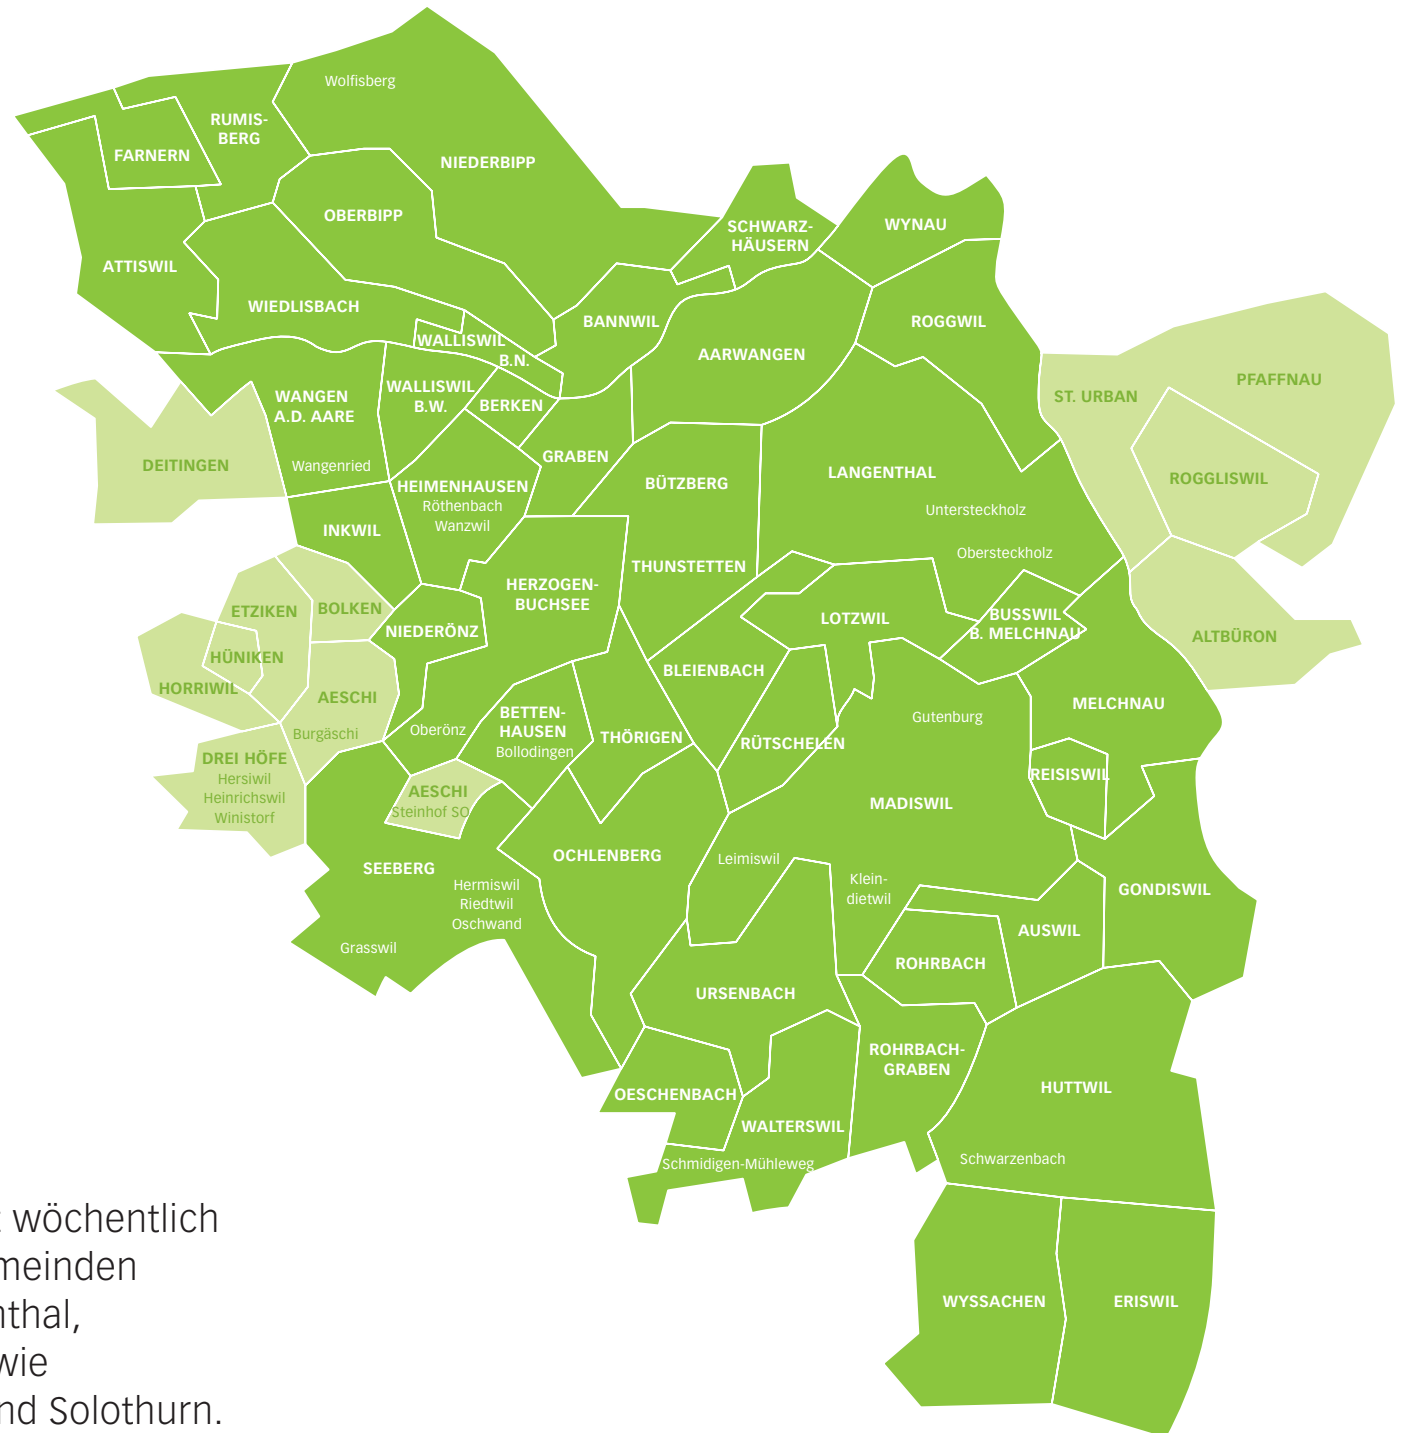 Wolfisberg
RUMIS-
BERG
FARNERN
NIEDERBIPP
OBERBIPP
SCHWARZ-
HÄUSERN
WYNAU
ATTISWIL
WIEDLISBACH
BANNWIL
ROGGWIL
WALLISWIL
B.N.
AARWANGEN
PFAFFNAU
WALLISWIL
B.W.
WANGEN
A.D. AARE
BERKEN
ST. URBAN
DEITINGEN
Wangenried
GRABEN
LANGENTHAL
ROGGLISWIL
HEIMENHAUSEN
Röthenbach
Wanzwil
BÜTZBERG
Untersteckholz
INKWIL
Obersteckholz
THUNSTETTEN
HERZOGEN-
BUCHSEE
ETZIKEN
BOLKEN
NIEDERÖNZ
LOTZWIL
BUSSWIL
B. MELCHNAU
ALTBÜRON
HÜNIKEN
BLEIENBACH
HORRIWIL
AESCHI
Burgäschi
MELCHNAU
BETTEN-
HAUSEN
Bollodingen
Gutenburg
Oberönz
THÖRIGEN
RÜTSCHELEN
DREI HÖFE
Hersiwil
Heinrichswil
Winistorf
REISISWIL
AESCHI
Steinhof SO
MADISWIL
OCHLENBERG
Leimiswil
SEEBERG
Hermiswil
Riedtwil
Oschwand
Klein-
dietwil
GONDISWIL
AUSWIL
Grasswil
ROHRBACH
URSENBACH
ROHRBACH-
GRABEN
HUTTWIL
OESCHENBACH
WALTERSWIL
Schmidigen-Mühleweg
Schwarzenbach
WYSSACHEN
ERISWIL
wöchentlich
meinden
nthal,
wie
nd Solothurn.